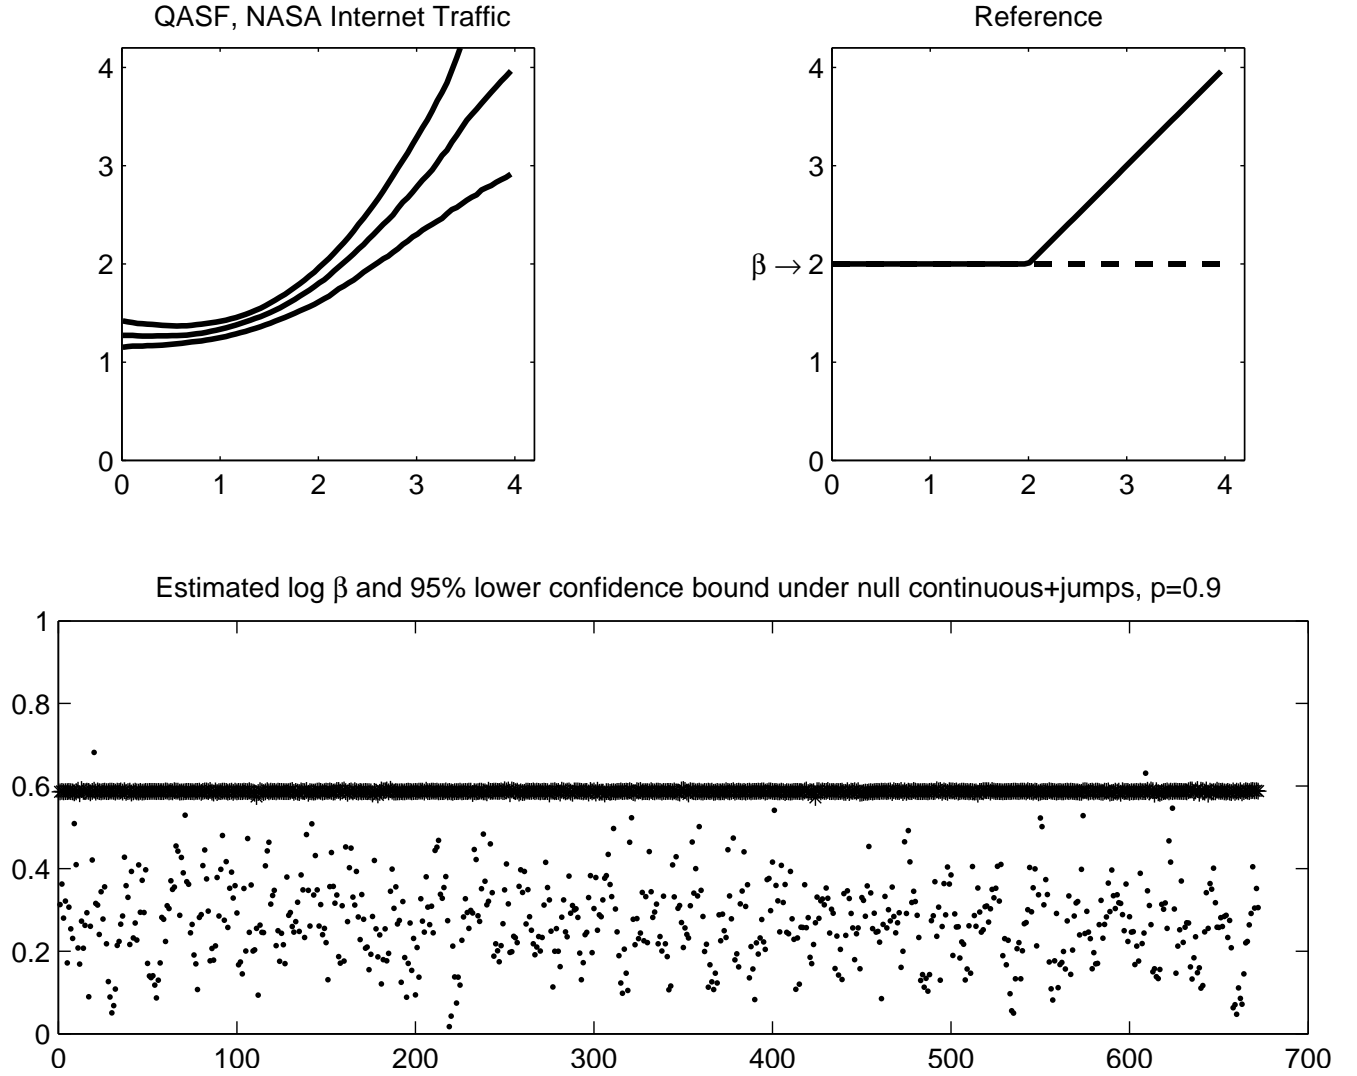 QASF, NASA Internet Traffic
4
3
2
1
0
0 1 2 3 4
Reference
4
3
β → 2
1
0
0 1 2 3 4
Estimated log β and 95% lower confidence bound under null continuous+jumps, p=0.9
1
0.8
0.6
0.4
0.2
0
0 100 200 300 400 500 600 700